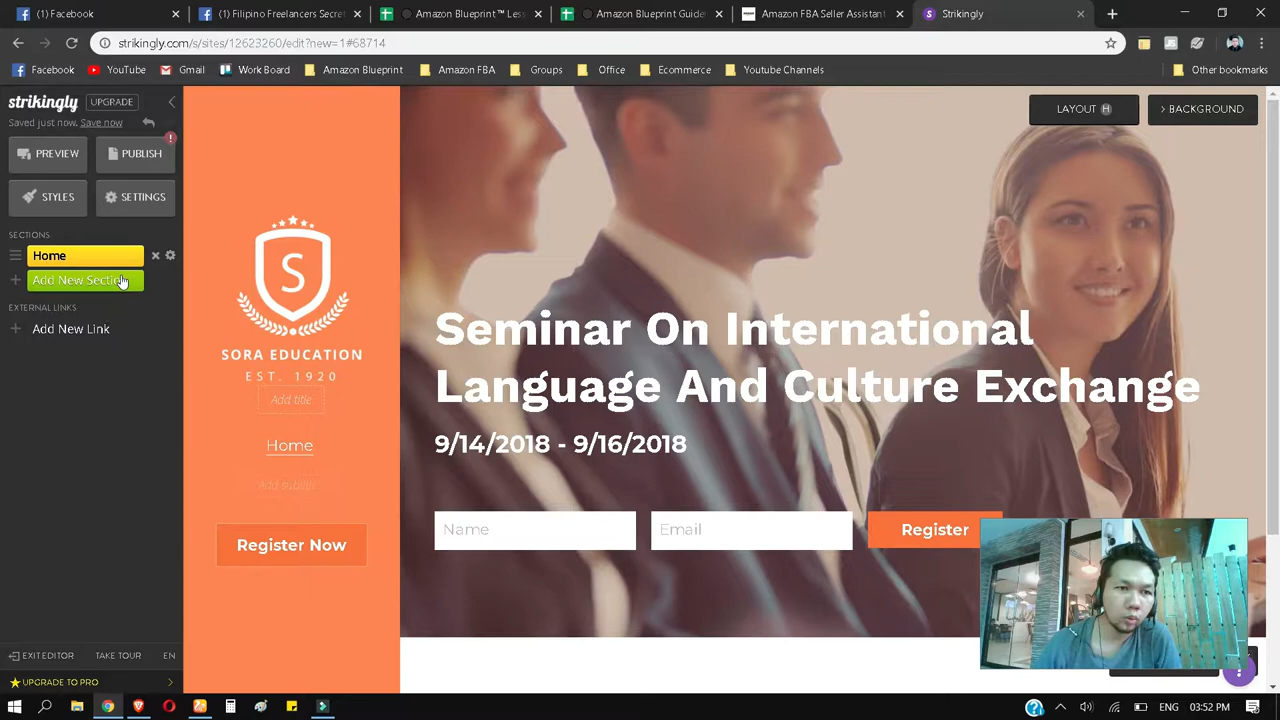 (1) Facebook
(1) Filipino Freelancers Secret
Amazon Blueprint™ Less
Amazon Blueprint Guide
Amazon FBA Seller Assistant
Strikingly
strikingly.com/s/sites/12623260/edit?new=1#68714
Facebook
YouTube
Gmail
Work Board
Amazon Blueprint
Amazon FBA
Groups
Office
Ecommerce
Youtube Channels
Other bookmarks
strikingly
UPGRADE
Saved just now. Save now
PREVIEW
PUBLISH
STYLES
SETTINGS
SECTIONS
Home
Add New Section
EXTERNAL LINKS
Add New Link
EXIT EDITOR
TAKE TOUR
EN
UPGRADE TO PRO
S
SORA EDUCATION
EST. 1920
Add title
Home
Add subtitle
Register Now
LAYOUT H
BACKGROUND
Seminar On International
Language And Culture Exchange
9/14/2018 - 9/16/2018
Name
Email
Register
ENG
03:52 PM